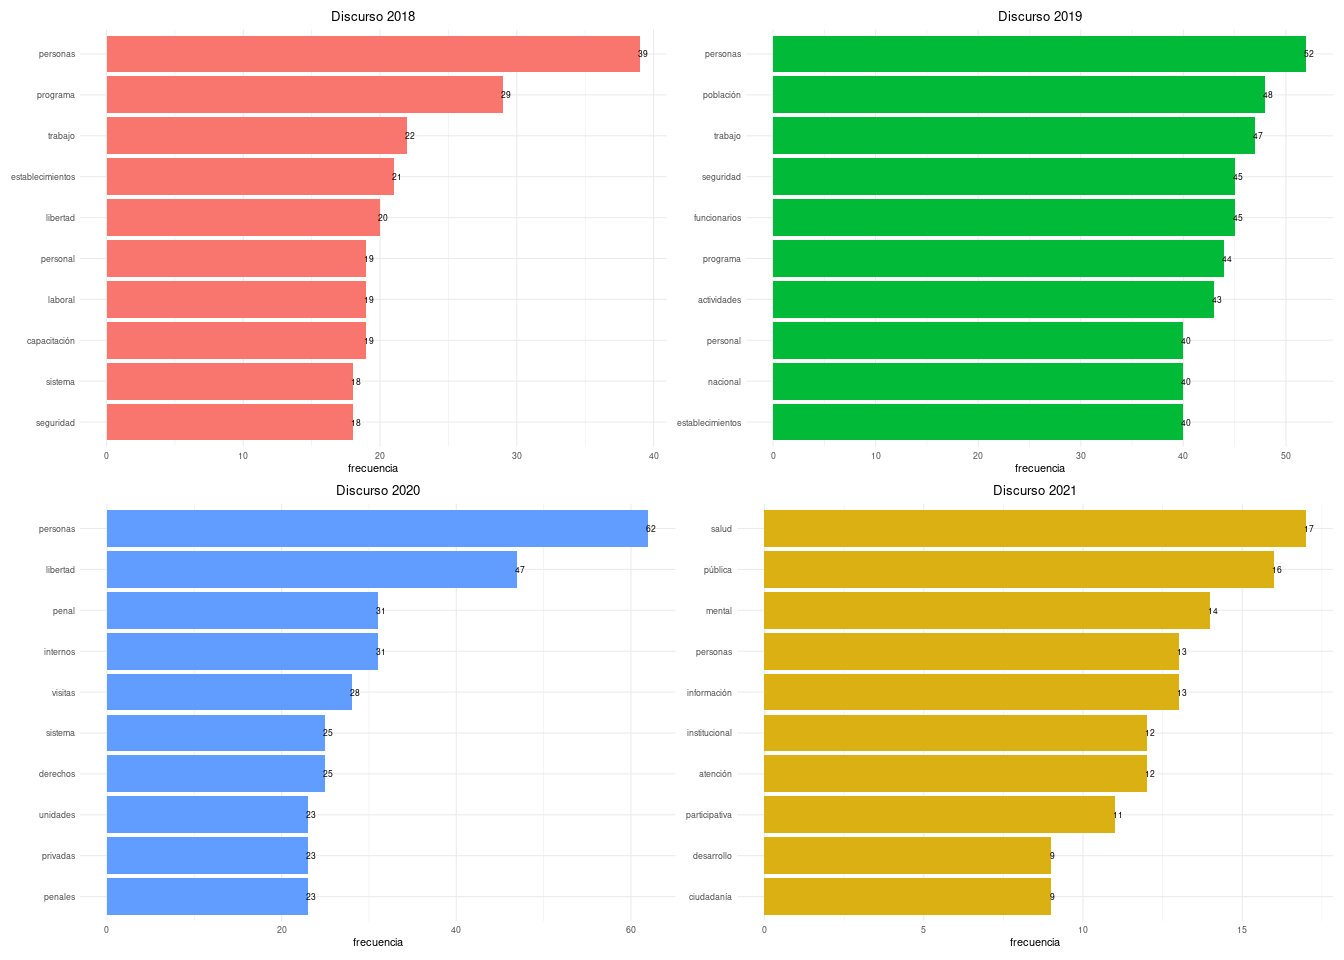 Discurso 2018
personas 39
programa 29
trabajo 22
establecimientos 21
libertad 20
personal 19
laboral 19
capacitación 19
sistema 18
seguridad 18
0 10 20 30 40
frecuencia
Discurso 2019
personas 52
población 48
trabajo 47
seguridad 45
funcionarios 45
programa 44
actividades 43
personal 40
nacional 40
establecimientos 40
0 10 20 30 40 50
frecuencia
Discurso 2020
personas 62
libertad 47
penal 31
internos 31
visitas 28
sistema 25
derechos 25
unidades 23
privadas 23
penales 23
0 20 40 60
frecuencia
Discurso 2021
salud 17
pública 16
mental 14
personas 13
información 13
institucional 12
atención 12
participativa 11
desarrollo 9
ciudadanía 9
0 5 10 15
frecuencia